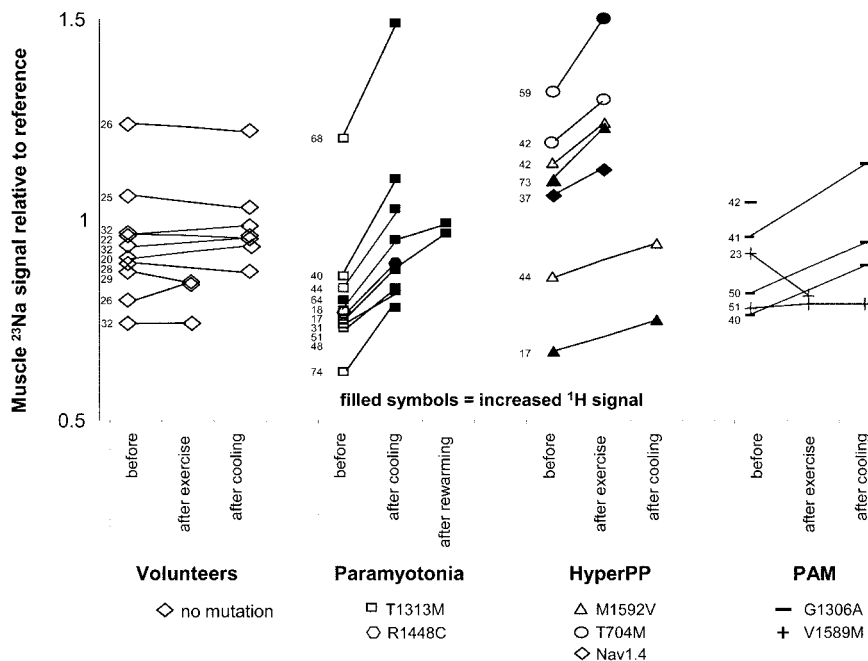 Muscle ²³Na signal relative to reference
1.5
1
0.5
26
25
32
22
32
20
28
29
26
32
68
40
44
64
18
17
31
51
48
74
59
42
42
73
37
44
17
42
41
23
50
51
40
filled symbols = increased ¹H signal
before
after exercise
after cooling
before
after cooling
after rewarming
before
after exercise
after cooling
before
after exercise
after cooling
Volunteers
Paramyotonia
HyperPP
PAM
no mutation
T1313M
M1592V
G1306A
R1448C
T704M
V1589M
Nav1.4